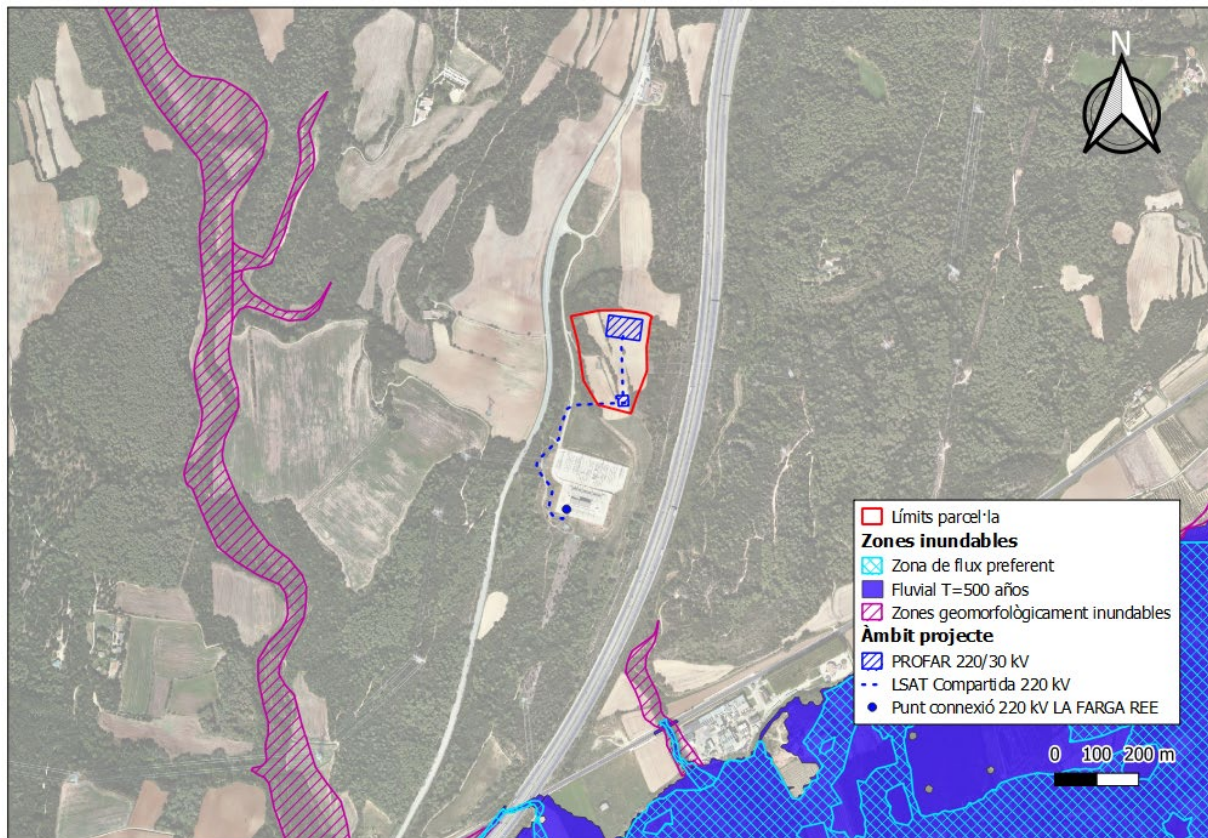 N
Límits parcel·la
Zones inundables
Zona de flux preferent
Fluvial T=500 años
Zones geomorfològicament inundables
Àmbit projecte
PROFAR 220/30 kV
LSAT Compartida 220 kV
Punt connexió 220 kV LA FARGA REE
0 100 200 m